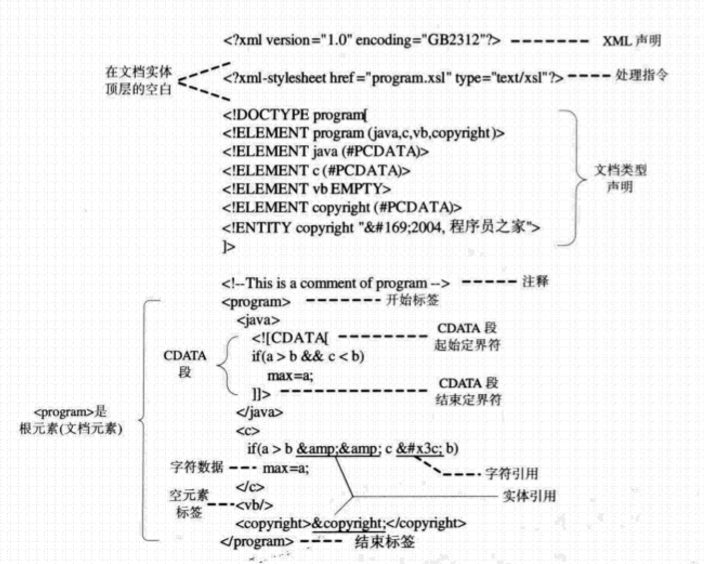 <?xml version="1.0" encoding="GB2312"?> XML 声明
在文档实体
顶层的空白
<?xml-stylesheet href="program.xsl" type="text/xsl"?> 处理指令
<!DOCTYPE program[
<!ELEMENT program (java,c,vb,copyright)>
<!ELEMENT java (#PCDATA)>
<!ELEMENT c (#PCDATA)>
<!ELEMENT vb EMPTY>
<!ELEMENT copyright (#PCDATA)>
<!ENTITY copyright "&#169;2004, 程序员之家">
]>
文档类型
声明
<!--This is a comment of program --> 注释
<program> 开始标签
<java>
<![CDATA[ CDATA 段
起始定界符
CDATA
段
if(a > b && c < b)
max=a;
]]> CDATA 段
结束定界符
</java>
<program>是
根元素(文档元素)
<c>
if(a > b &amp;&amp; c &#x3c; b)
字符数据 max=a; 字符引用
</c>
实体引用
空元素
标签
<vb/>
<copyright>&copyright;</copyright>
</program> 结束标签